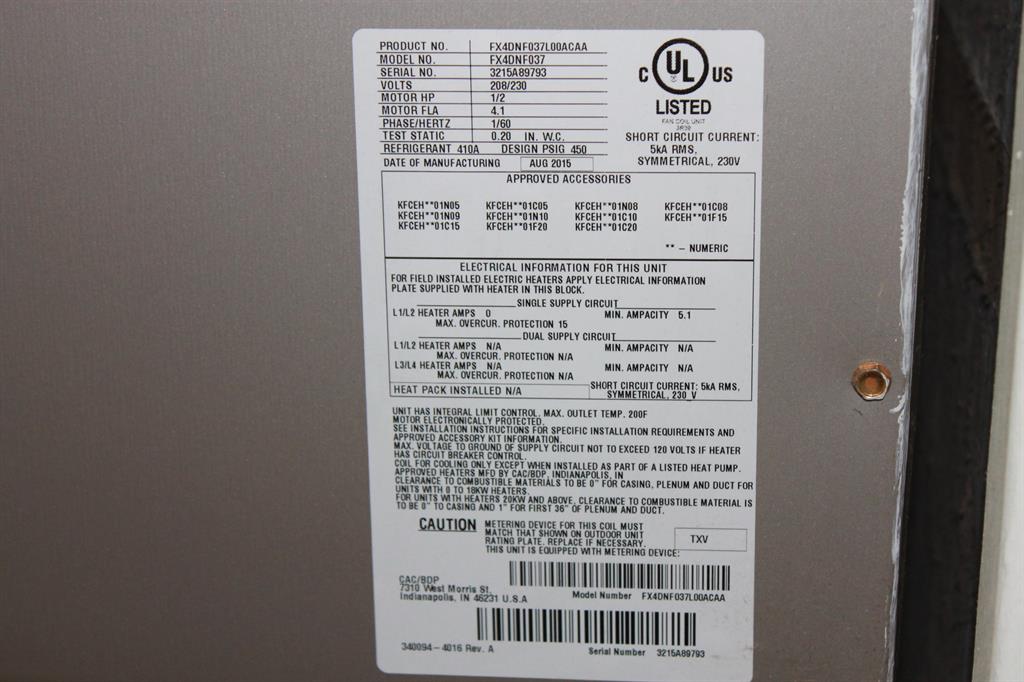 PRODUCT NO. FX4DNF037L00ACAA
MODEL NO. FX4DNF037
SERIAL NO. 3215A89793
VOLTS 208/230
MOTOR HP 1/2
MOTOR FLA 4.1
PHASE/HERTZ 1/60
TEST STATIC 0.20 IN. W.C.
REFRIGERANT 410A DESIGN PSIG 450
DATE OF MANUFACTURING AUG 2015
C UL US
LISTED
FAN COIL UNIT
SHORT CIRCUIT CURRENT:
5kA RMS,
SYMMETRICAL, 230V
APPROVED ACCESSORIES
KFCEH**01N05 KFCEH**01C05 KFCEH**01N08 KFCEH**01C08
KFCEH**01N09 KFCEH**01N10 KFCEH**01C10 KFCEH**01F15
KFCEH**01C15 KFCEH**01F20 KFCEH**01C20
** - NUMERIC
ELECTRICAL INFORMATION FOR THIS UNIT
FOR FIELD INSTALLED ELECTRIC HEATERS APPLY ELECTRICAL INFORMATION
PLATE SUPPLIED WITH HEATER IN THIS BLOCK.
SINGLE SUPPLY CIRCUIT
L1/L2 HEATER AMPS 0 MIN. AMPACITY 5.1
MAX. OVERCUR. PROTECTION 15
DUAL SUPPLY CIRCUIT
L1/L2 HEATER AMPS N/A MIN. AMPACITY N/A
MAX. OVERCUR. PROTECTION N/A
L3/L4 HEATER AMPS N/A MIN. AMPACITY N/A
MAX. OVERCUR. PROTECTION N/A
HEAT PACK INSTALLED N/A SHORT CIRCUIT CURRENT: 5kA RMS,
SYMMETRICAL, 230 V
UNIT HAS INTEGRAL LIMIT CONTROL. MAX. OUTLET TEMP. 200F
MOTOR ELECTRONICALLY PROTECTED.
SEE INSTALLATION INSTRUCTIONS FOR SPECIFIC INSTALLATION REQUIREMENTS AND
APPROVED ACCESSORY KIT INFORMATION.
MAX. VOLTAGE TO GROUND OF SUPPLY CIRCUIT NOT TO EXCEED 120 VOLTS IF HEATER
HAS CIRCUIT BREAKER CONTROL.
COIL FOR COOLING ONLY EXCEPT WHEN INSTALLED AS PART OF A LISTED HEAT PUMP.
APPROVED HEATERS MFD BY CAC/BDP, INDIANAPOLIS, IN
CLEARANCE TO COMBUSTIBLE MATERIALS TO BE 0" FOR CASING, PLENUM AND DUCT FOR
UNITS WITH 0 TO 18KW HEATERS.
FOR UNITS WITH HEATERS 20KW AND ABOVE, CLEARANCE TO COMBUSTIBLE MATERIAL IS
TO BE 0" TO CASING AND 1" FOR FIRST 36" OF PLENUM AND DUCT.
CAUTION METERING DEVICE FOR THIS COIL MUST
MATCH THAT SHOWN ON OUTDOOR UNIT
RATING PLATE. REPLACE IF NECESSARY.
THIS UNIT IS EQUIPPED WITH METERING DEVICE: TXV
CAC/BDP
7310 West Morris St.
Indianapolis, IN 46231 U.S.A
Model Number FX4DNF037L00ACAA
340094-4016 Rev. A
Serial Number 3215A89793